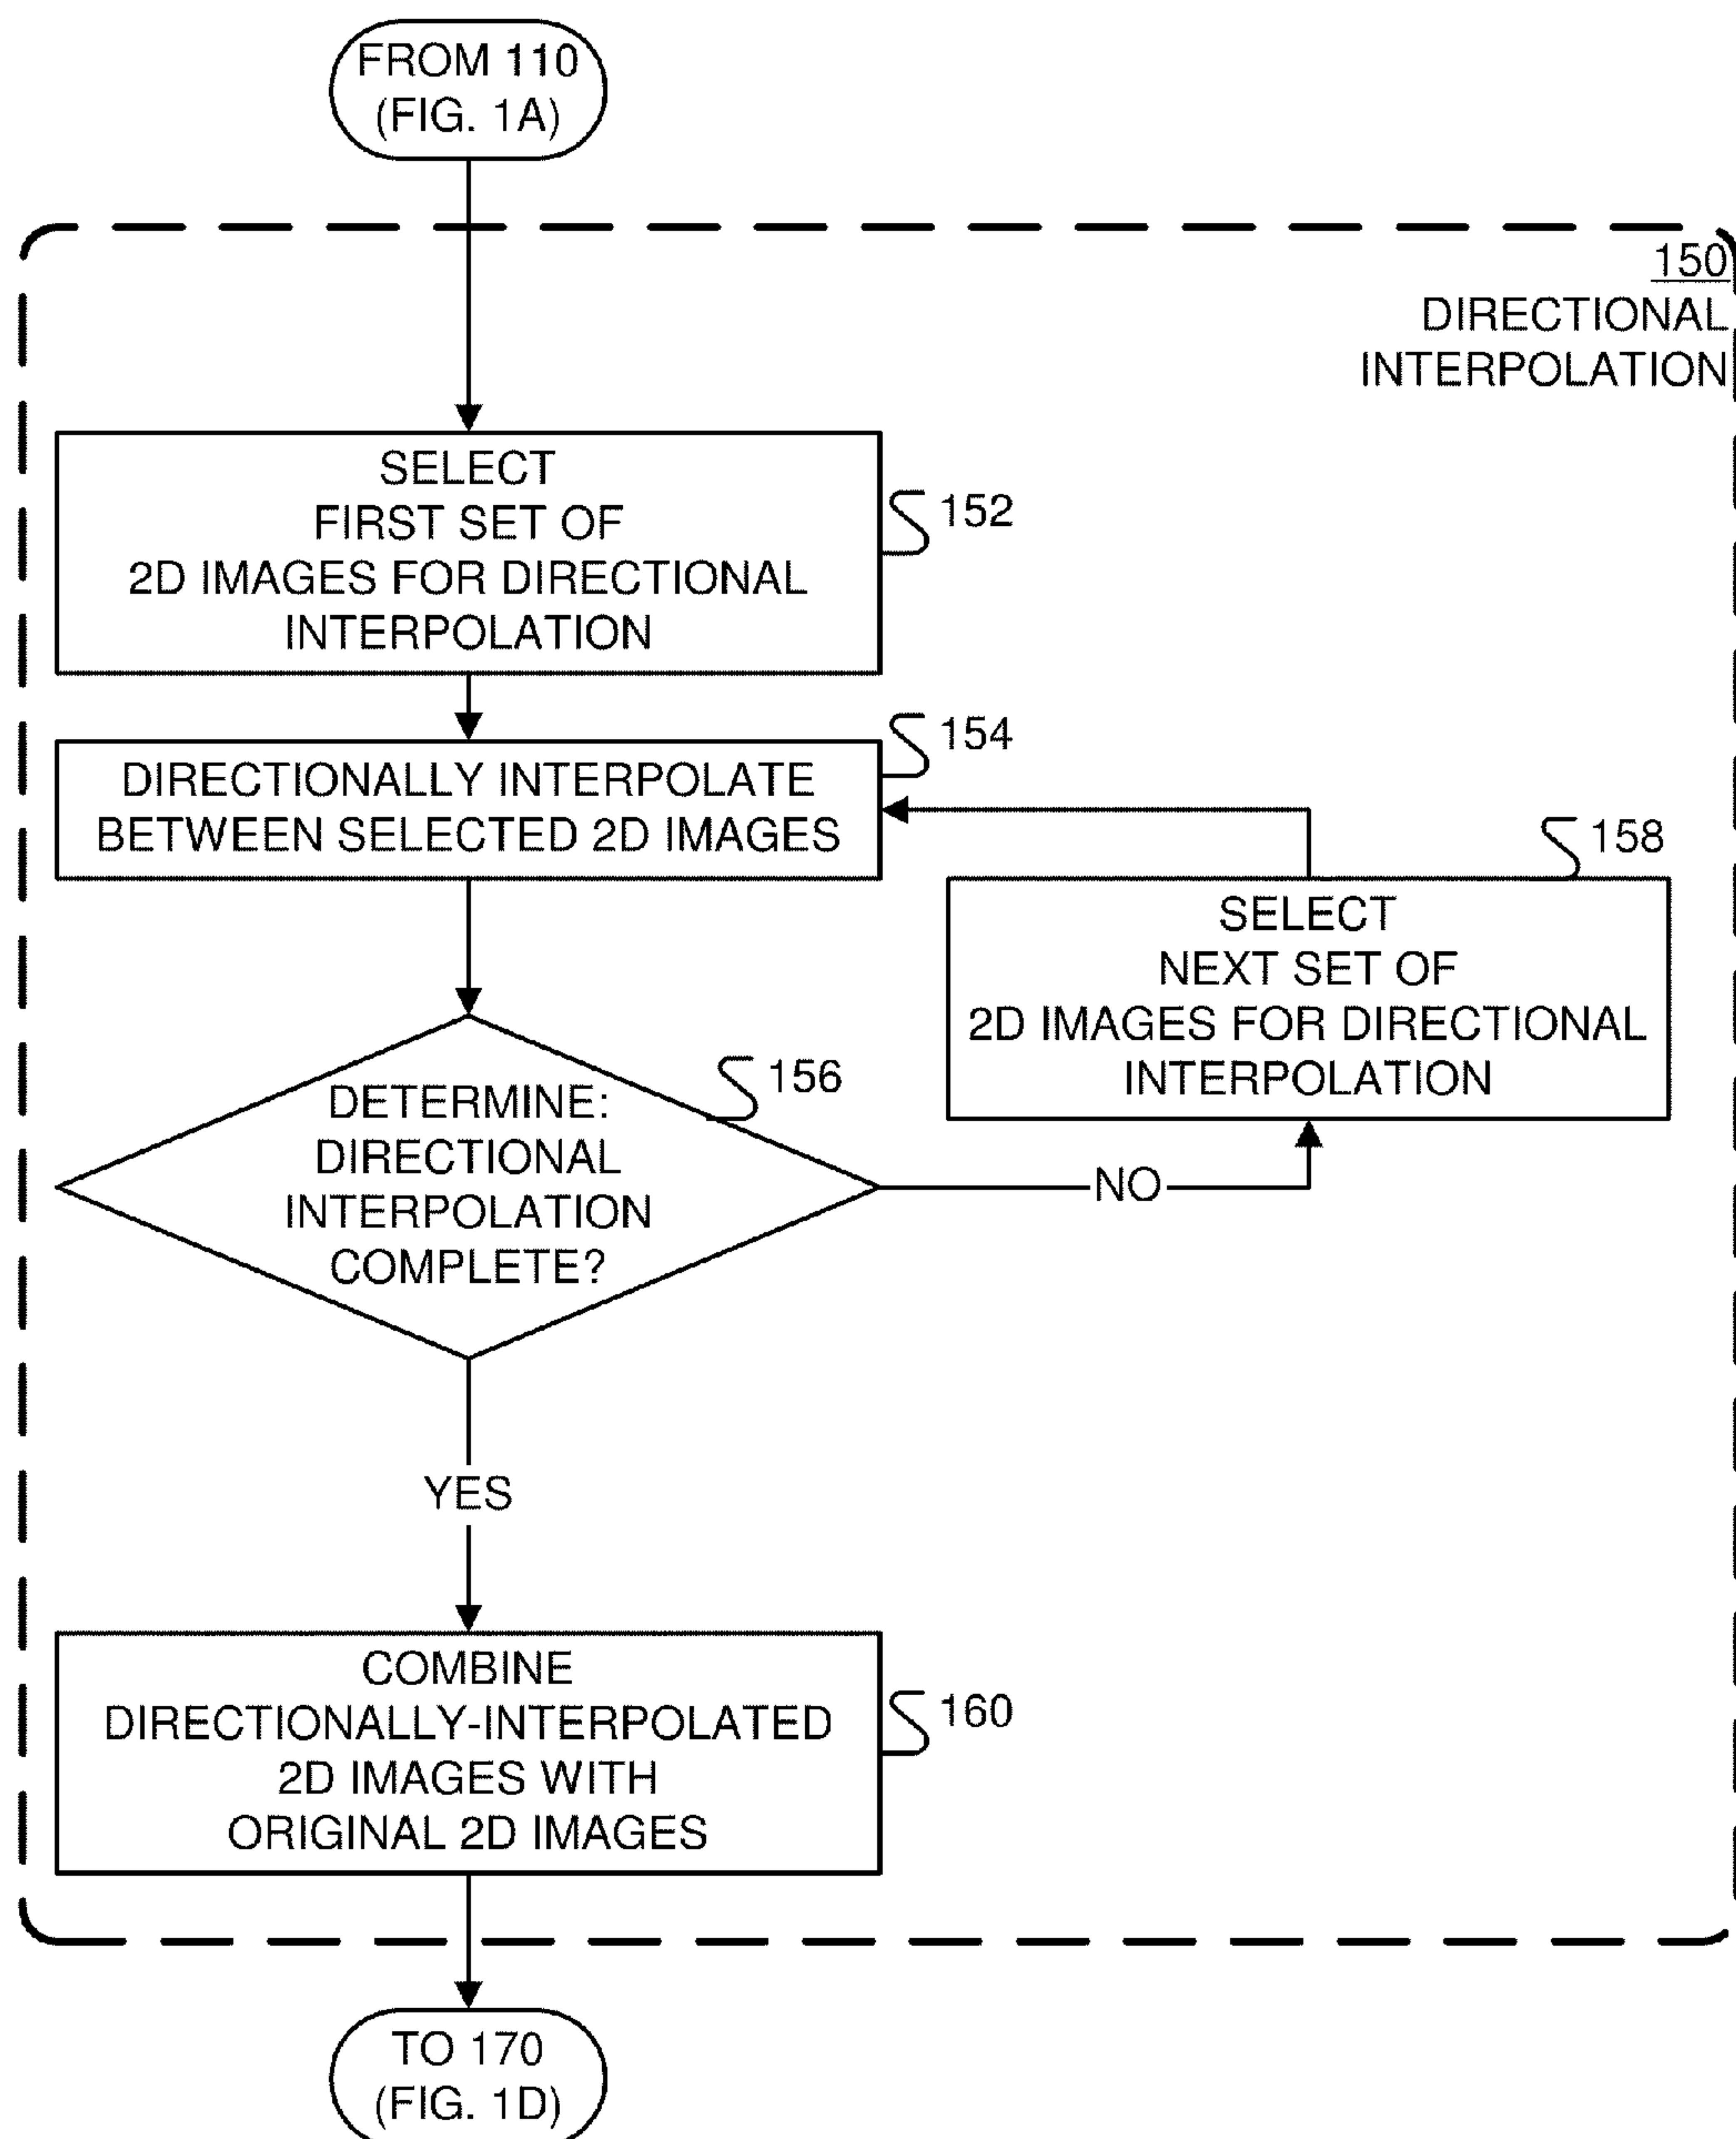 FROM 110
(FIG. 1A)
150
DIRECTIONAL
INTERPOLATION
SELECT
FIRST SET OF
2D IMAGES FOR DIRECTIONAL
INTERPOLATION
152
DIRECTIONALLY INTERPOLATE
BETWEEN SELECTED 2D IMAGES
154
158
SELECT
NEXT SET OF
2D IMAGES FOR DIRECTIONAL
INTERPOLATION
DETERMINE:
DIRECTIONAL
INTERPOLATION
COMPLETE?
156
NO
YES
COMBINE
DIRECTIONALLY-INTERPOLATED
2D IMAGES WITH
ORIGINAL 2D IMAGES
160
TO 170
(FIG. 1D)